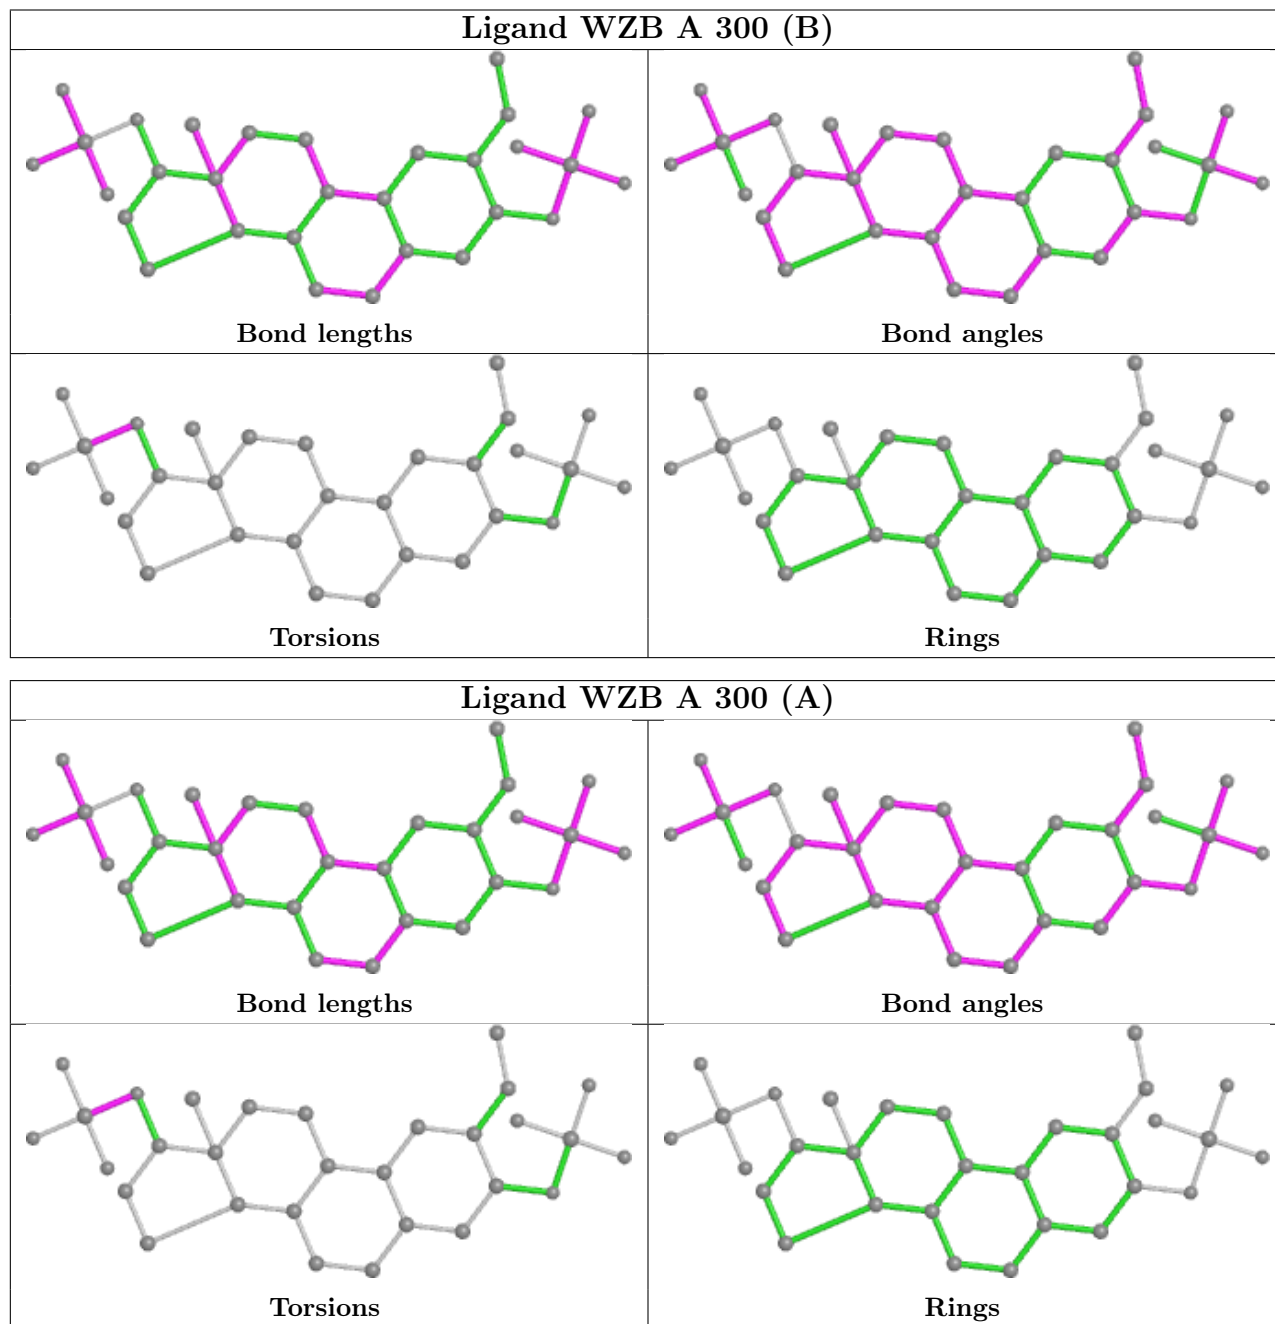 Ligand WZB A 300 (B)
Bond lengths
Bond angles
Torsions
Rings
Ligand WZB A 300 (A)
Bond lengths
Bond angles
Torsions
Rings